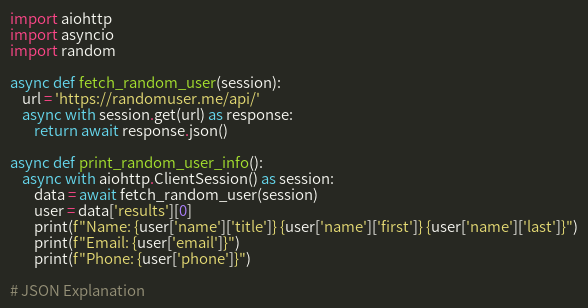 import aiohttp
import asyncio
import random

async def fetch_random_user(session):
    url = 'https://randomuser.me/api/'
    async with session.get(url) as response:
        return await response.json()

async def print_random_user_info():
    async with aiohttp.ClientSession() as session:
        data = await fetch_random_user(session)
        user = data['results'][0]
        print(f"Name: {user['name']['title']} {user['name']['first']} {user['name']['last']}")
        print(f"Email: {user['email']}")
        print(f"Phone: {user['phone']}")

# JSON Explanation